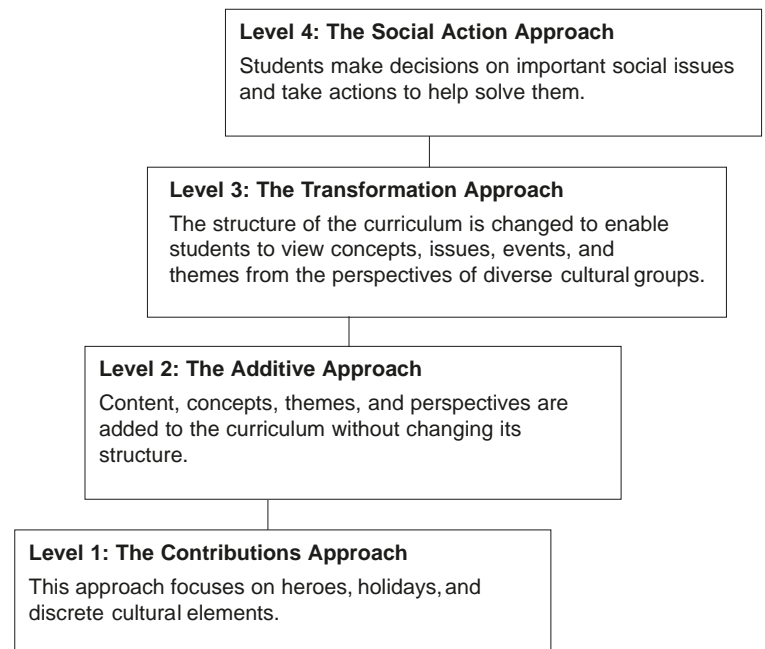 Level 4: The Social Action Approach
Students make decisions on important social issues
and take actions to help solve them.
Level 3: The Transformation Approach
The structure of the curriculum is changed to enable
students to view concepts, issues, events, and
themes from the perspectives of diverse cultural groups.
Level 2: The Additive Approach
Content, concepts, themes, and perspectives are
added to the curriculum without changing its
structure.
Level 1: The Contributions Approach
This approach focuses on heroes, holidays, and
discrete cultural elements.